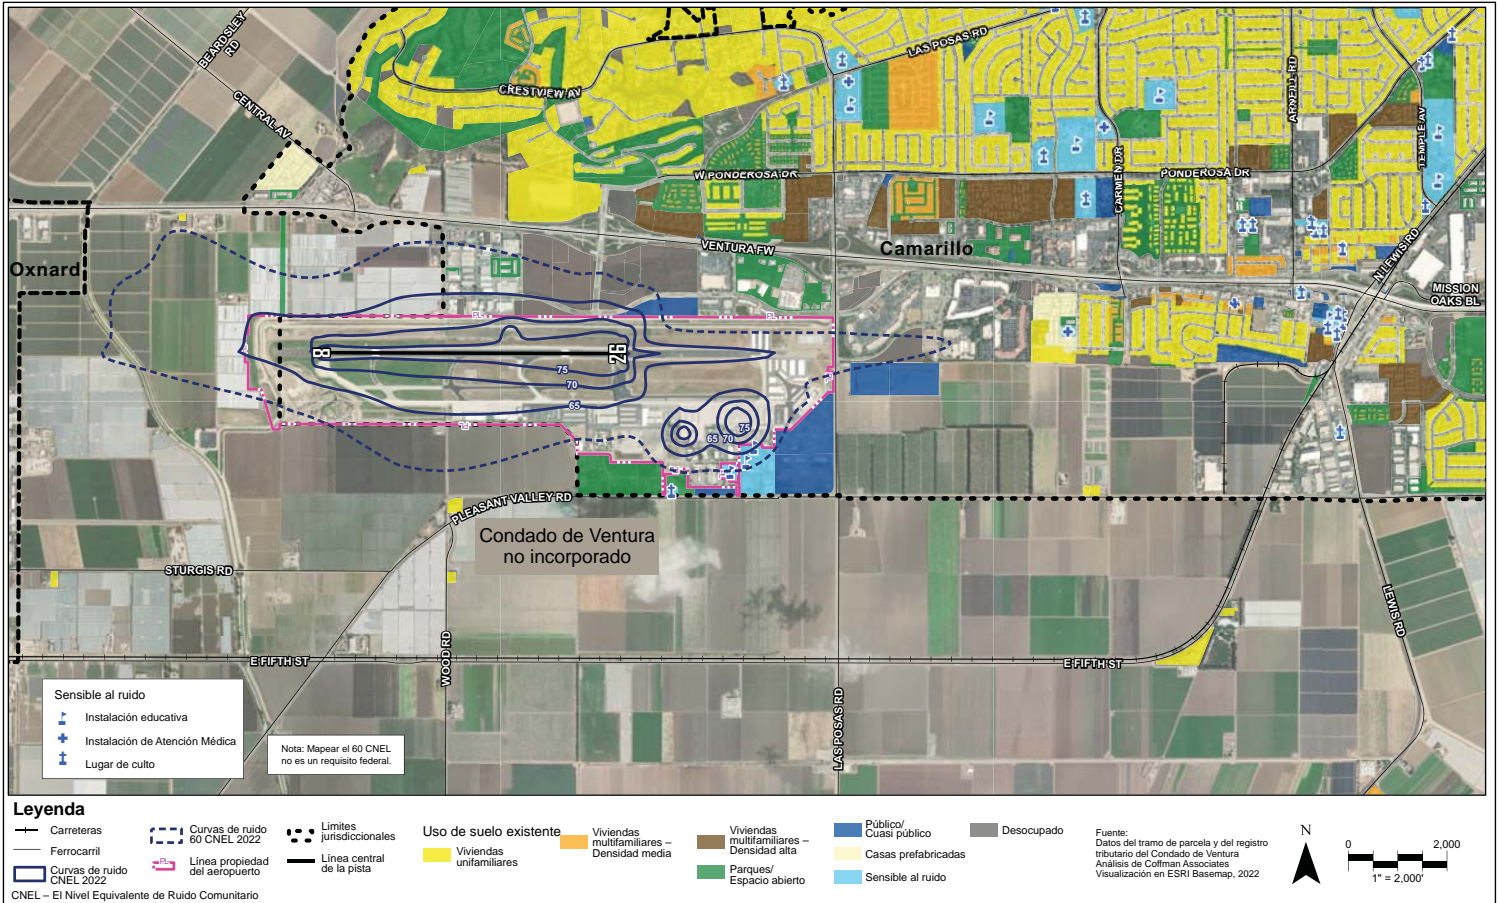 BEARDSLEY
RD
CENTRAL AV
CRESTVIEW AV
LAS POSAS RD
ARNEILL RD
TEMPLE AV
CARMEN DR
W PONDEROSA DR
PONDEROSA DR
VENTURA FW
Camarillo
N LEWIS RD
MISSION
OAKS BL
Oxnard
PL
PL
8
26
75
70
65
75
65 70
PL
PLEASANT VALLEY RD
Condado de Ventura
no incorporado
STURGIS RD
WOOD RD
E FIFTH ST
E FIFTH ST
LAS POSAS RD
LEWIS RD
Sensible al ruido
Instalación educativa
Instalación de Atención Médica
Lugar de culto
Nota: Mapear el 60 CNEL
no es un requisito federal.
Leyenda
Carreteras
Ferrocarril
Curvas de ruido
CNEL 2022
Curvas de ruido
60 CNEL 2022
PL
Línea propiedad
del aeropuerto
Limites
jurisdiccionales
Línea central
de la pista
Uso de suelo existente
Viviendas
unifamiliares
Viviendas
multifamiliares –
Densidad media
Viviendas
multifamiliares –
Densidad alta
Parques/
Espacio abierto
Público/
Cuasi público
Casas prefabricadas
Sensible al ruido
Desocupado
Fuente:
Datos del tramo de parcela y del registro
tributario del Condado de Ventura
Análisis de Coffman Associates
Visualización en ESRI Basemap, 2022
N
0 2,000
1" = 2,000'
CNEL – El Nivel Equivalente de Ruido Comunitario